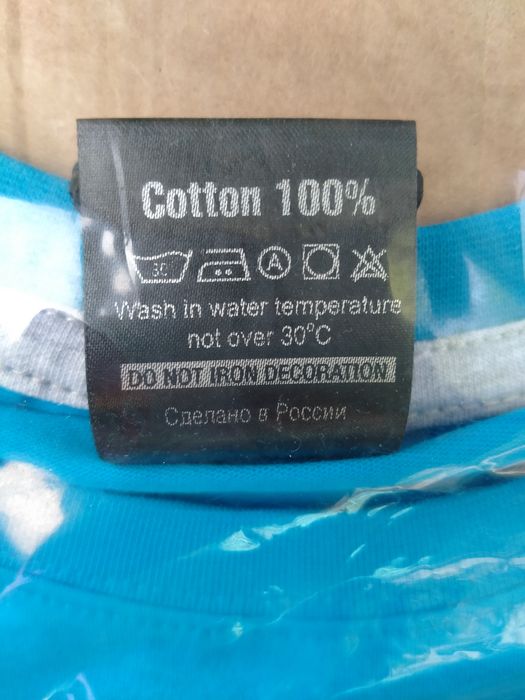 Cotton 100%
30 A
Wash in water temperature
not over 30°C
DO NOT IRON DECORATION
Сделано в России